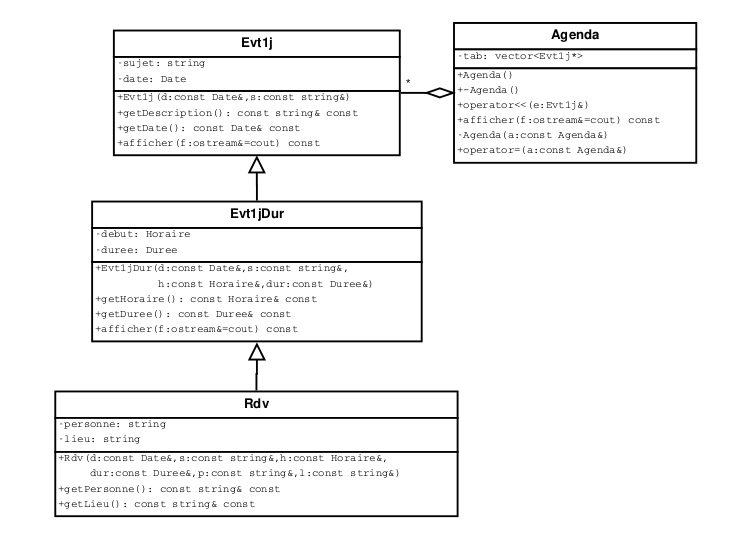 Evt1j
-sujet: string
-date: Date
+Evt1j(d:const Date&,s:const string&)
+getDescription(): const string& const
+getDate(): const Date& const
+afficher(f:ostream&=cout) const
*
Agenda
-tab: vector<Evt1j*>
+Agenda()
+~Agenda()
+operator<<(e:Evt1j&)
+afficher(f:ostream&=cout) const
-Agenda(a:const Agenda&)
+operator=(a:const Agenda&)
Evt1jDur
-debut: Horaire
-duree: Duree
+Evt1jDur(d:const Date&,s:const string&,
h:const Horaire&,dur:const Duree&)
+getHoraire(): const Horaire& const
+getDuree(): const Duree& const
+afficher(f:ostream&=cout) const
Rdv
-personne: string
-lieu: string
+Rdv(d:const Date&,s:const string&,h:const Horaire&,
dur:const Duree&,p:const string&,l:const string&)
+getPersonne(): const string& const
+getLieu(): const string& const